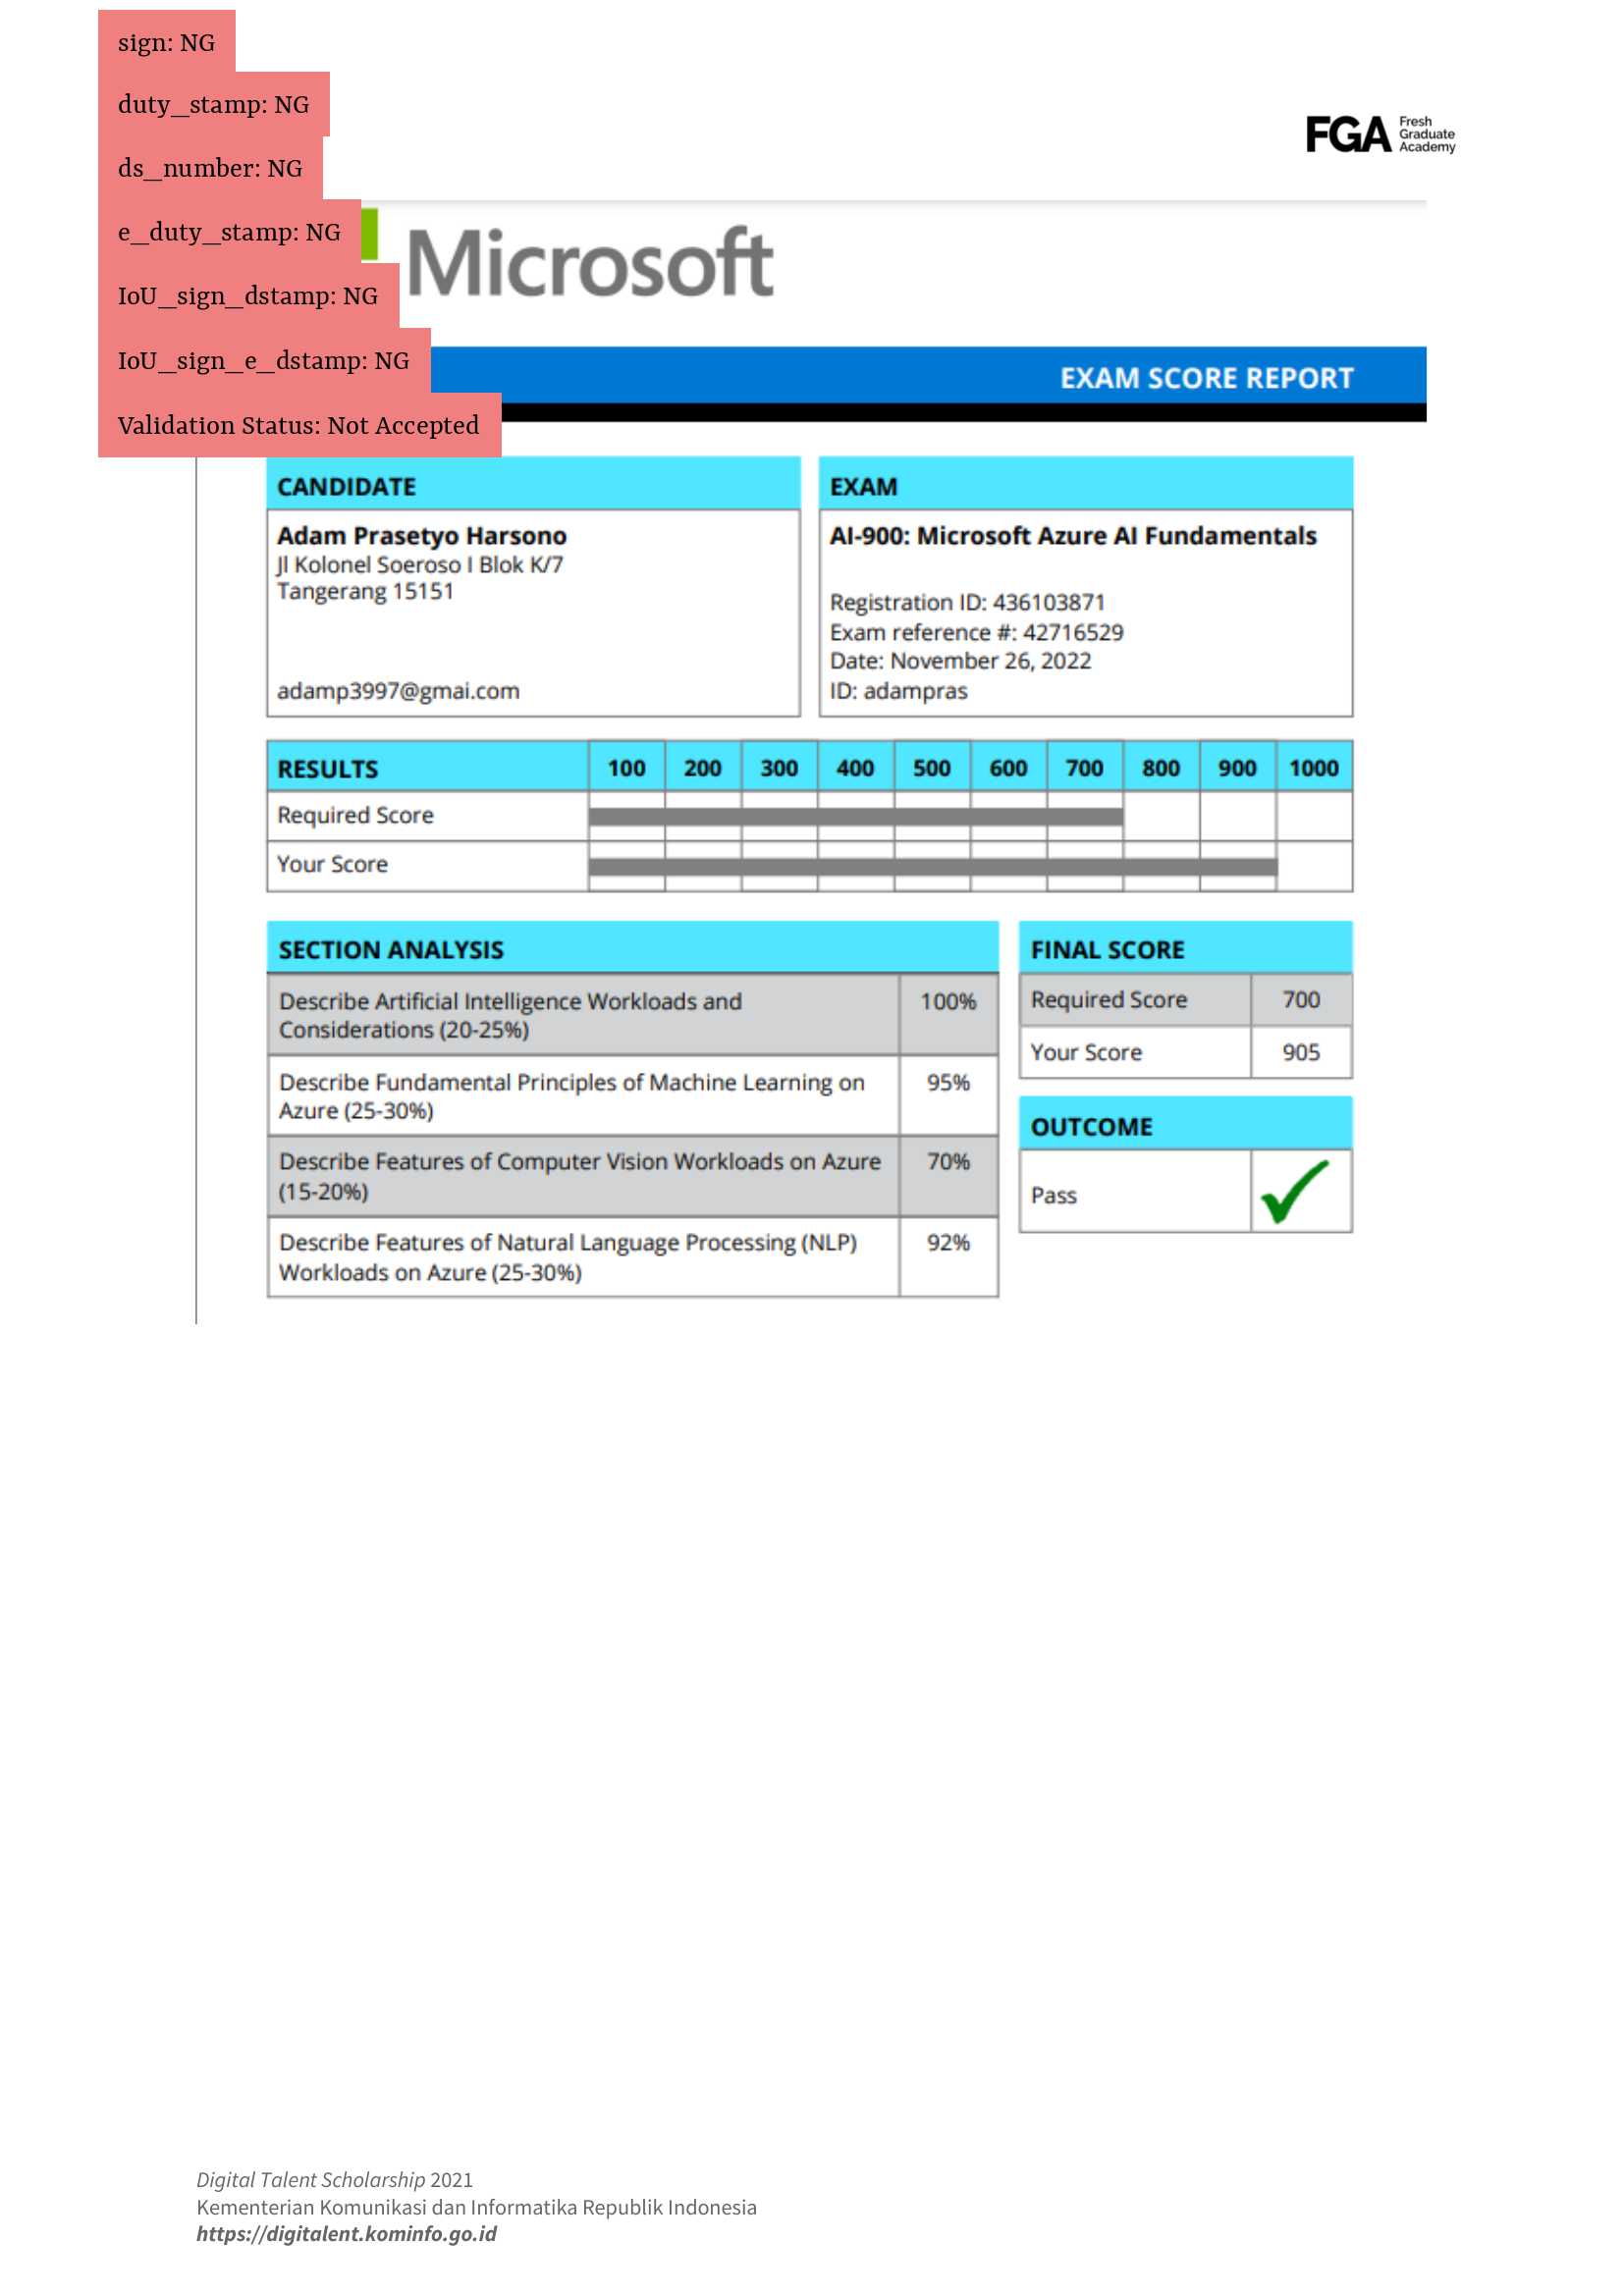 sign: NG
duty_stamp: NG
ds_number: NG
e_duty_stamp: NG
IoU_sign_dstamp: NG
IoU_sign_e_dstamp: NG
Validation Status: Not Accepted
FGA Fresh
Graduate
Academy
Microsoft
EXAM SCORE REPORT
CANDIDATE
Adam Prasetyo Harsono
Jl Kolonel Soeroso I Blok K/7
Tangerang 15151
adamp3997@gmai.com
EXAM
AI-900: Microsoft Azure AI Fundamentals
Registration ID: 436103871
Exam reference #: 42716529
Date: November 26, 2022
ID: adampras
RESULTS 100 200 300 400 500 600 700 800 900 1000
Required Score
Your Score
SECTION ANALYSIS
Describe Artificial Intelligence Workloads and 100%
Considerations (20-25%)
Describe Fundamental Principles of Machine Learning on 95%
Azure (25-30%)
Describe Features of Computer Vision Workloads on Azure 70%
(15-20%)
Describe Features of Natural Language Processing (NLP) 92%
Workloads on Azure (25-30%)
FINAL SCORE
Required Score 700
Your Score 905
OUTCOME
Pass
Digital Talent Scholarship 2021
Kementerian Komunikasi dan Informatika Republik Indonesia
https://digitalent.kominfo.go.id